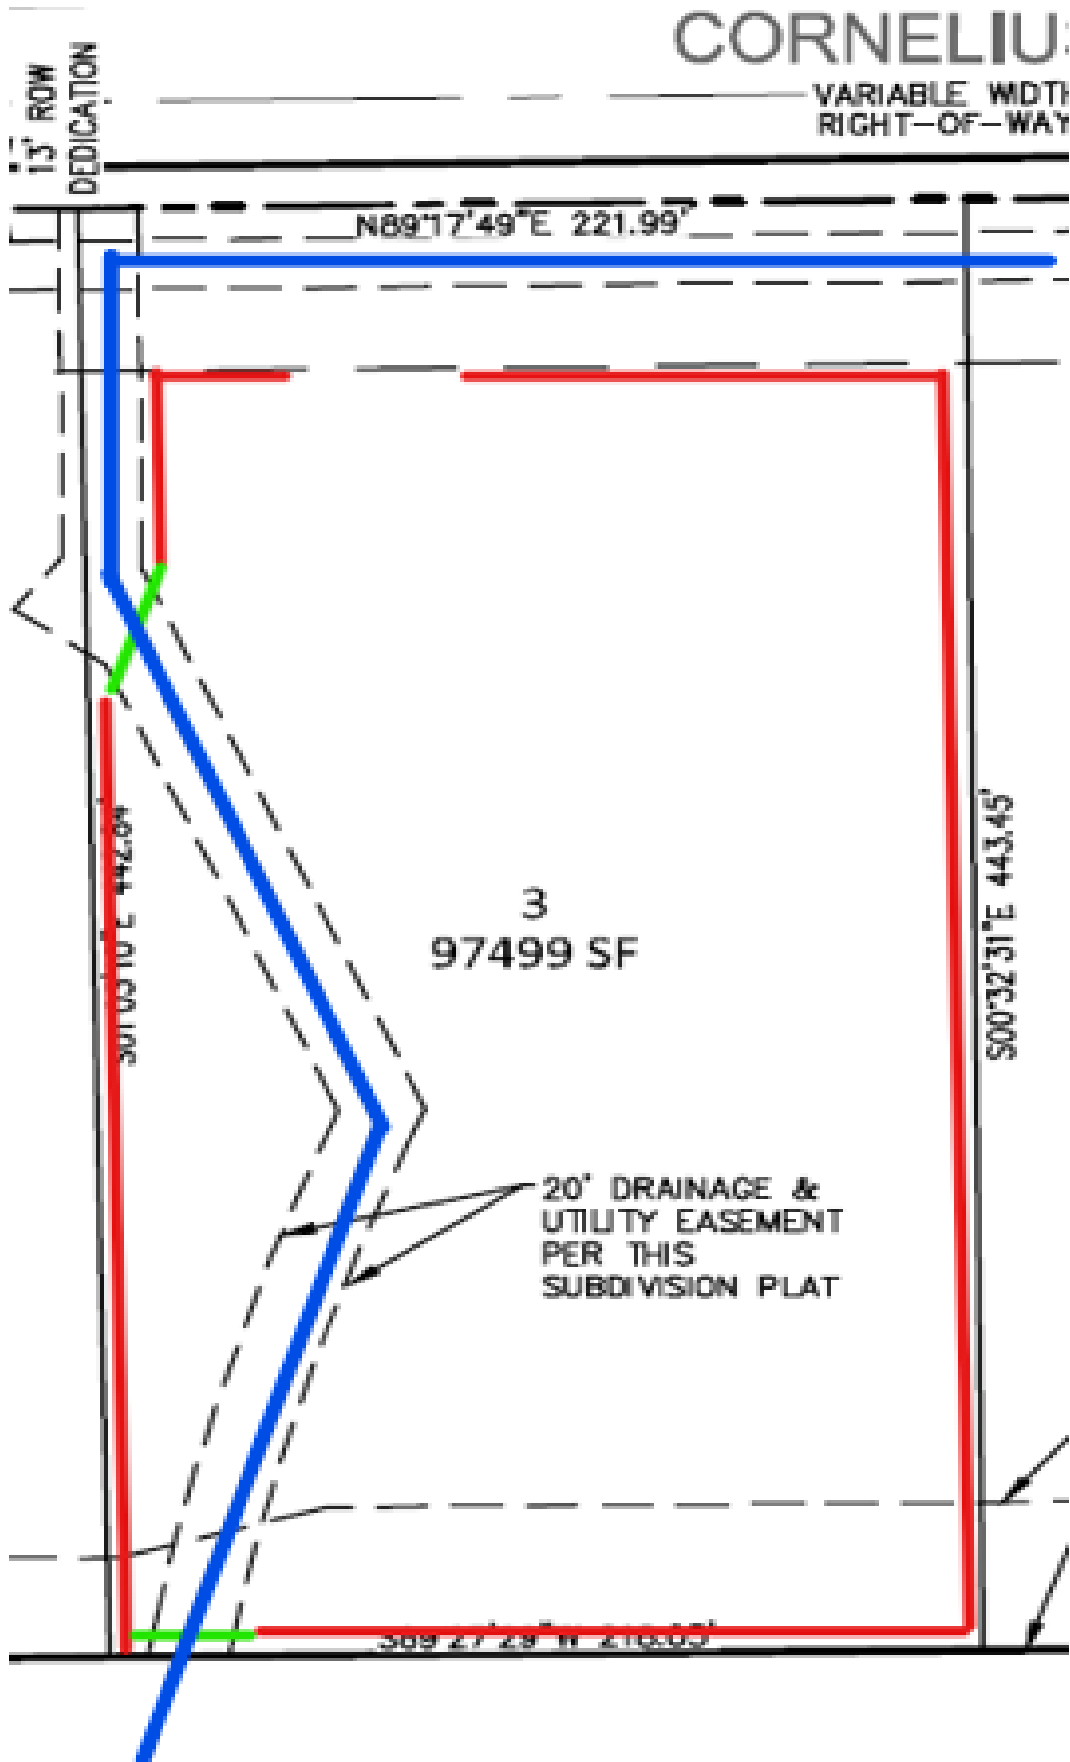 CORNELIUS
VARIABLE WIDTH
RIGHT-OF-WAY
13' ROW
DEDICATION
N89°17'49"E 221.99'
3
97499 SF
S00°32'31"E 443.45'
20' DRAINAGE &
UTILITY EASEMENT
PER THIS
SUBDIVISION PLAT